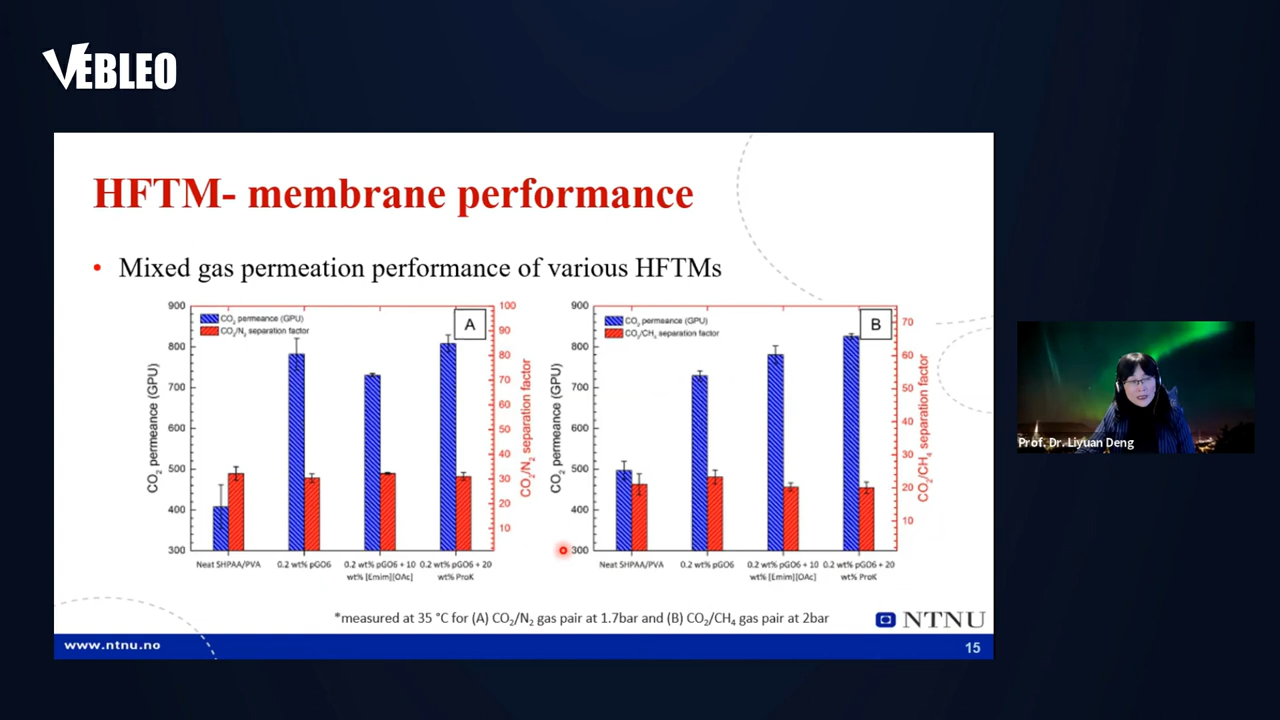 VEBLEO
HFTM- membrane performance
• Mixed gas permeation performance of various HFTMs
900
800
700
600
500
400
300
CO₂ permeance (GPU)
CO₂ permeance (GPU)
CO₂/N₂ separation factor
A
100
90
80
70
60
50
40
30
20
10
CO₂/N₂ separation factor
Neat SHPAA/PVA
0.2 wt% pGO6
0.2 wt% pGO6 + 10
wt% [Emim][OAc]
0.2 wt% pGO6 + 20
wt% ProK
900
800
700
600
500
400
300
CO₂ permeance (GPU)
CO₂ permeance (GPU)
CO₂/CH₄ separation factor
B
70
60
50
40
30
20
10
CO₂/CH₄ separation factor
Neat SHPAA/PVA
0.2 wt% pGO6
0.2 wt% pGO6 + 10
wt% [Emim][OAc]
0.2 wt% pGO6 + 20
wt% ProK
*measured at 35 °C for (A) CO₂/N₂ gas pair at 1.7bar and (B) CO₂/CH₄ gas pair at 2bar
NTNU
www.ntnu.no
15
Prof. Dr. Liyuan Deng